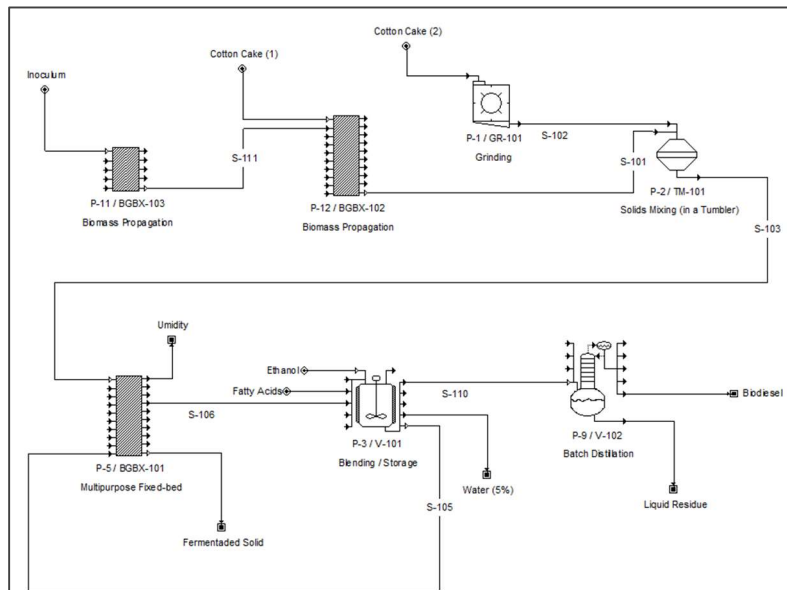 Cotton Cake (2)
Cotton Cake (1)
Inoculum
S-102
P-1 / GR-101
Grinding
S-111
S-101
P-2 / TM-101
Solids Mixing (in a Tumbler)
P-11 / BGBX-103
Biomass Propagation
P-12 / BGBX-102
Biomass Propagation
S-103
Umidity
Ethanol
Fatty Acids
S-110
Biodiesel
S-106
P-3 / V-101
Blending / Storage
P-9 / V-102
Batch Distillation
P-5 / BGBX-101
Multipurpose Fixed-bed
Water (5%)
Liquid Residue
S-105
Fermentaded Solid